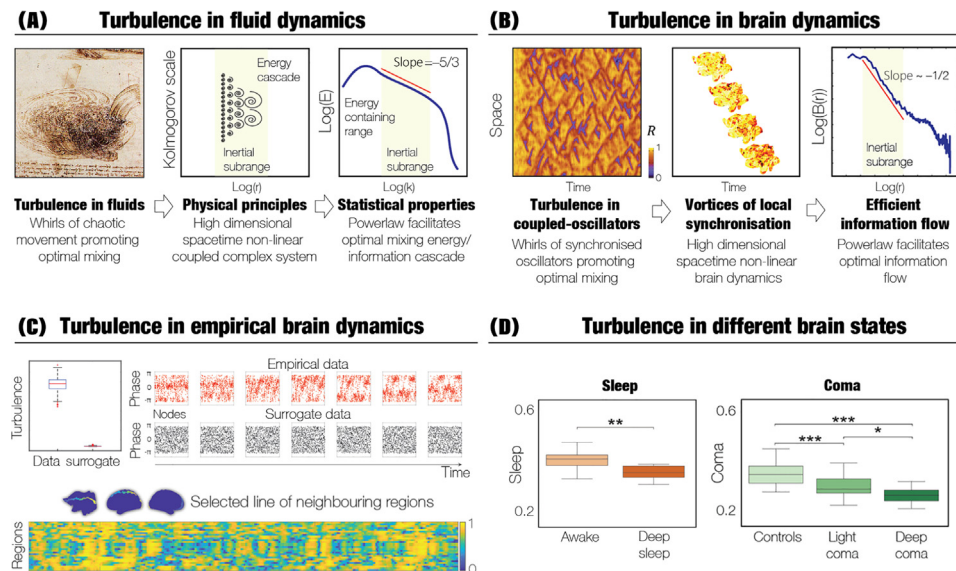 (A) Turbulence in fluid dynamics
Kolmogorov scale
Energy
cascade
Inertial
subrange
Log(r)
Log(E)
Slope=−5/3
Energy
containing
range
Inertial
subrange
Log(k)
Turbulence in fluids
Whirls of chaotic
movement promoting
optimal mixing
Physical principles
High dimensional
spacetime non-linear
coupled complex system
Statistical properties
Powerlaw facilitates
optimal mixing energy/
information cascade
(B) Turbulence in brain dynamics
Space
Time
R
1
0
Time
Log(B(r))
Slope ~ −1/2
Inertial
subrange
Log(r)
Turbulence in
coupled-oscillators
Whirls of synchronised
oscillators promoting
optimal mixing
Vortices of local
synchronisation
High dimensional
spacetime non-linear
brain dynamics
Efficient
information flow
Powerlaw facilitates
optimal information
flow
(C) Turbulence in empirical brain dynamics
Turbulence
Data surrogate
Empirical data
Phase
π
0
-π
Nodes
Surrogate data
Phase
π
0
-π
Time
Selected line of neighbouring regions
Regions
1
0
(D) Turbulence in different brain states
Sleep
Sleep
0.6
0.2
**
Awake
Deep
sleep
Coma
Coma
0.6
0.2
***
***
*
Controls
Light
coma
Deep
coma